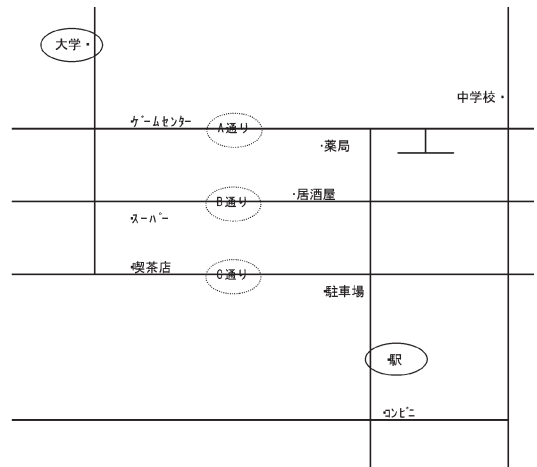 大学
中学校
ｹﾞｰﾑｾﾝﾀｰ
A通り
薬局
居酒屋
B通り
ｽｰﾊﾟｰ
喫茶店
C通り
駐車場
駅
ｺﾝﾋﾞﾆ